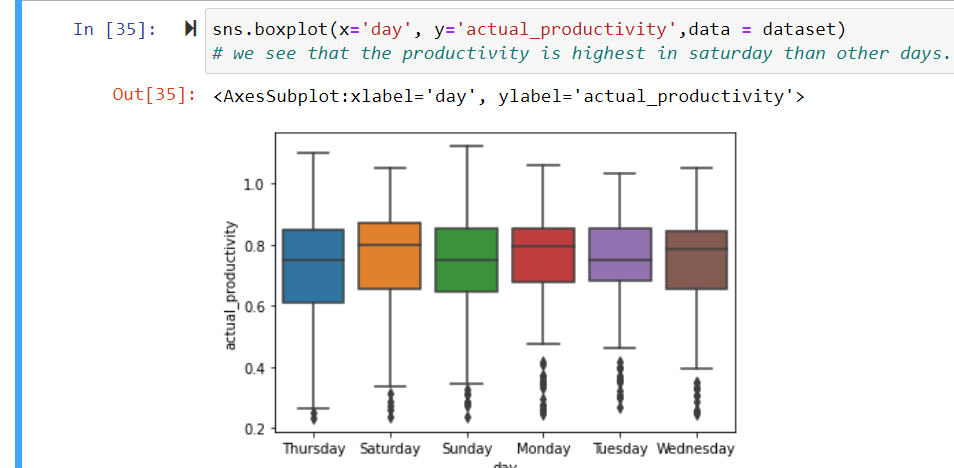 In [35]: sns.boxplot(x='day', y='actual_productivity',data = dataset)
# we see that the productivity is highest in saturday than other days.
Out[35]: <AxesSubplot:xlabel='day', ylabel='actual_productivity'>
actual_productivity
1.0
0.8
0.6
0.4
0.2
Thursday Saturday Sunday Monday Tuesday Wednesday
day